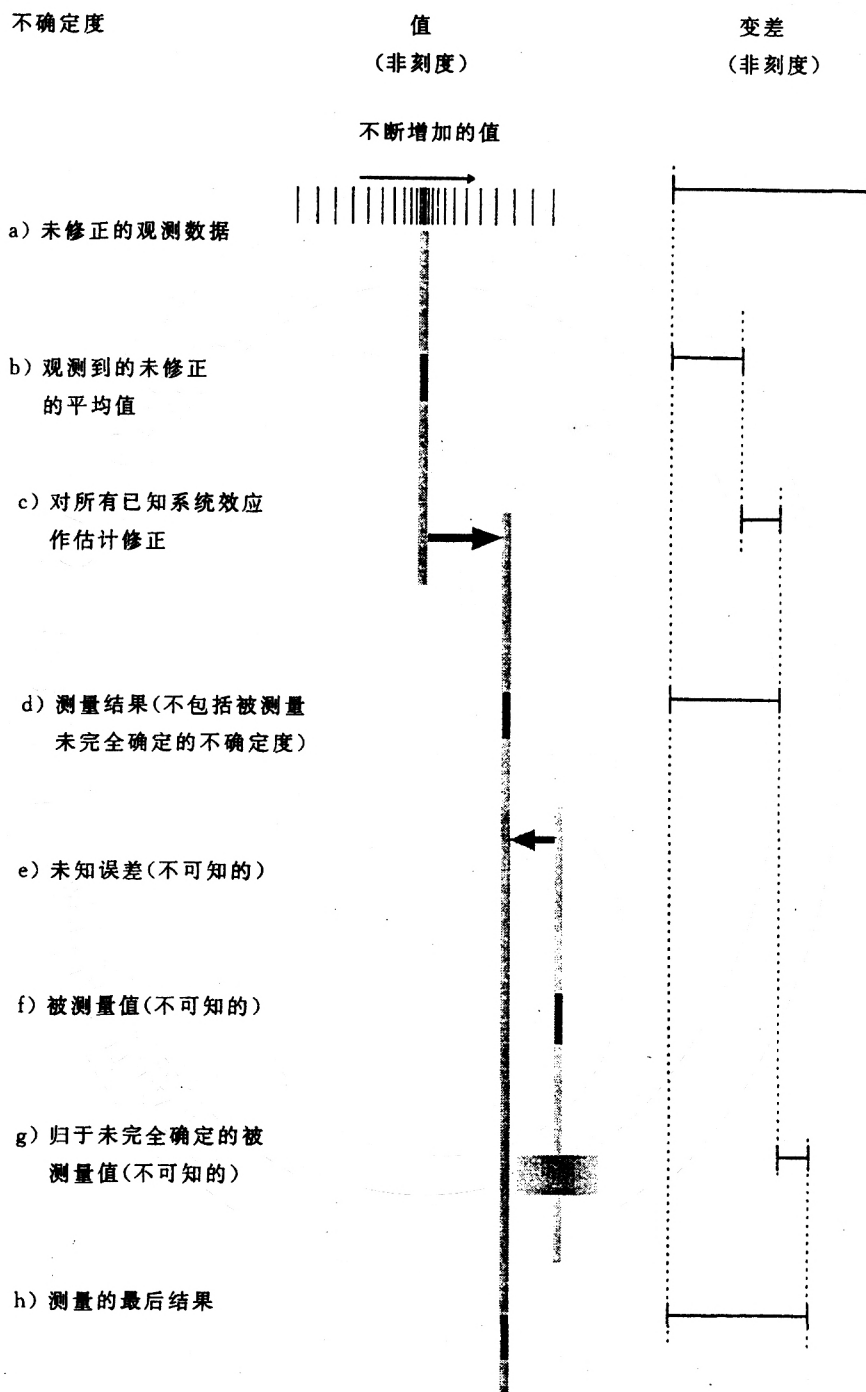 不确定度
值
(非刻度)
变差
(非刻度)
不断增加的值
a) 未修正的观测数据
b) 观测到的未修正
的平均值
c) 对所有已知系统效应
作估计修正
d) 测量结果(不包括被测量
未完全确定的不确定度)
e) 未知误差(不可知的)
f) 被测量值(不可知的)
g) 归于未完全确定的被
测量值(不可知的)
h) 测量的最后结果